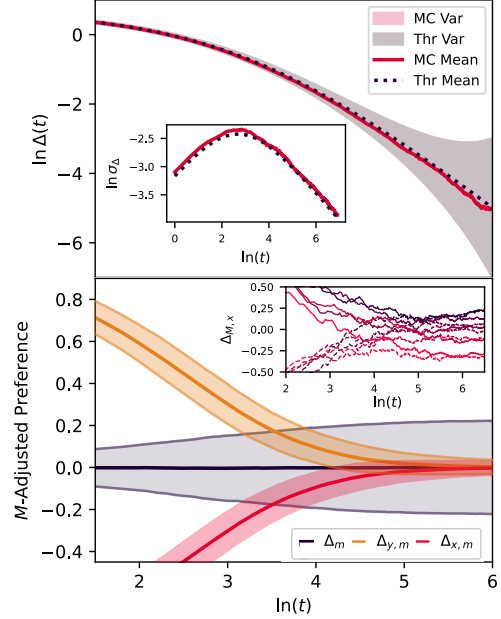 MC Var
Thr Var
MC Mean
Thr Mean
ln Δ(t)
0
−2
−4
−6
ln σ_Δ
−2.5
−3.0
−3.5
0 2 4 6
ln(t)
M-Adjusted Preference
0.8
0.6
0.4
0.2
0.0
−0.2
−0.4
Δ_{M,x}
0.50
0.25
0.00
−0.25
−0.50
2 3 4 5 6
ln(t)
Δ_m Δ_{y,m} Δ_{x,m}
2 3 4 5 6
ln(t)